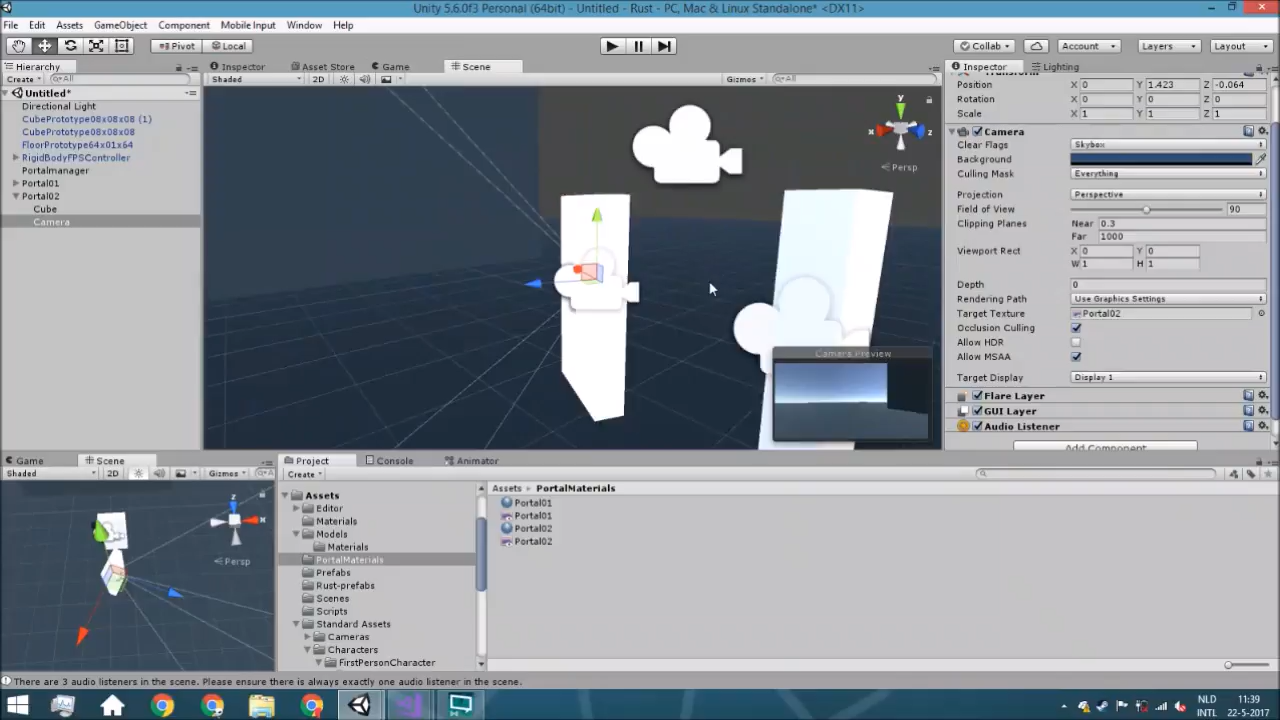 Unity 5.6.0f3 Personal (64bit) - Untitled - Rust - PC, Mac & Linux Standalone* <DX11>
File Edit Assets GameObject Component Mobile Input Window Help
Pivot Local Collab Account Layers Layout
Hierarchy Inspector Asset Store Game Scene Inspector Lighting
Create All Shaded 2D Gizmos All
Untitled*
Directional Light
CubePrototype08x08x08 (1)
CubePrototype08x08x08
FloorPrototype64x01x64
RigidBodyFPSController
Portalmanager
Portal01
Portal02
Cube
Camera
y
z
Persp
Camera Preview
Transform
Position X 0 Y 1.423 Z -0.064
Rotation X 0 Y 0 Z 0
Scale X 1 Y 1 Z 1
Camera
Clear Flags Skybox
Background
Culling Mask Everything
Projection Perspective
Field of View 90
Clipping Planes Near 0.3
Far 1000
Viewport Rect X 0 Y 0
W 1 H 1
Depth 0
Rendering Path Use Graphics Settings
Target Texture Portal02
Occlusion Culling
Allow HDR
Allow MSAA
Target Display Display 1
Flare Layer
GUI Layer
Audio Listener
Add Component
Game Scene
Shaded 2D Gizmos
z
x
Persp
Project Console Animator
Create
Assets
Editor
Materials
Models
Materials
PortalMaterials
Prefabs
Rust-prefabs
Scenes
Scripts
Standard Assets
Cameras
Characters
FirstPersonCharacter
Assets PortalMaterials
Portal01
Portal01
Portal02
Portal02
There are 3 audio listeners in the scene. Please ensure there is always exactly one audio listener in the scene.
NLD 11:39
INTL 22-5-2017